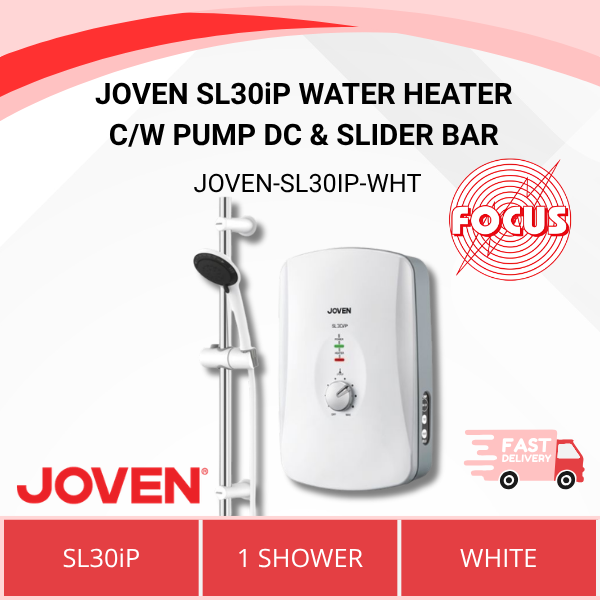 JOVEN SL30iP WATER HEATER
C/W PUMP DC & SLIDER BAR
JOVEN-SL30IP-WHT
FOCUS
JOVEN
SL30iP
FAST
DELIVERY
JOVEN®
SL30iP
1 SHOWER
WHITE